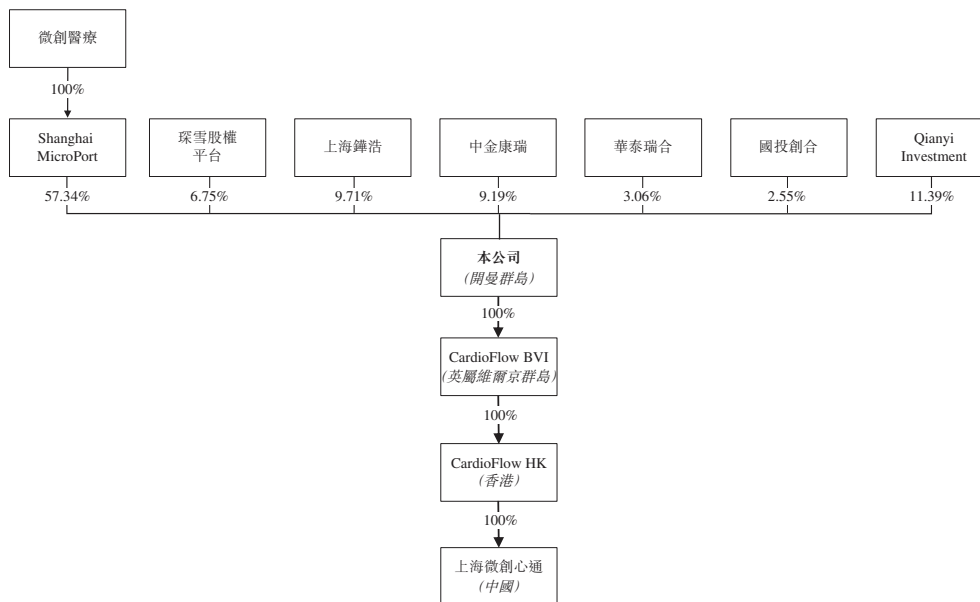 微創醫療
100%
Shanghai
MicroPort
琛雪股權
平台
上海鏵浩
中金康瑞
華泰瑞合
國投創合
Qianyi
Investment
57.34%
6.75%
9.71%
9.19%
3.06%
2.55%
11.39%
本公司
(開曼群島)
100%
CardioFlow BVI
(英屬維爾京群島)
100%
CardioFlow HK
(香港)
100%
上海微創心通
(中國)